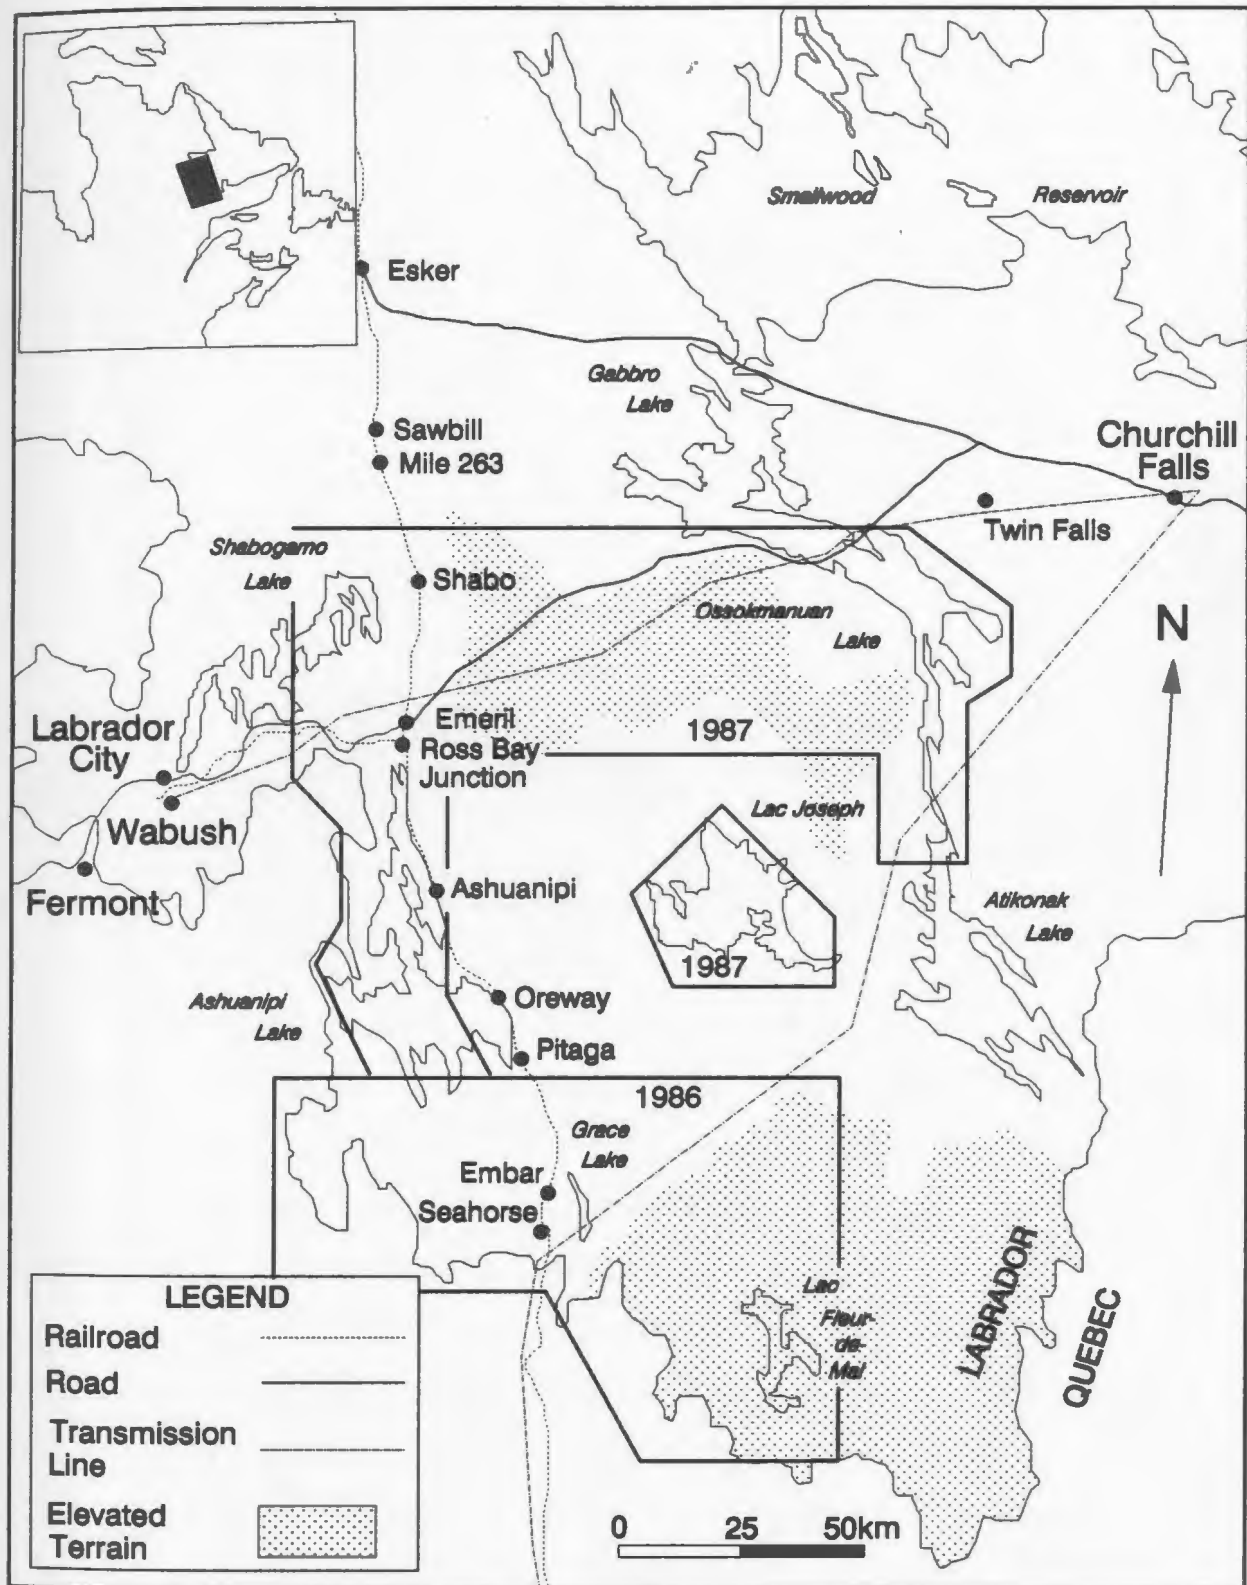 Smallwood
Reservoir
Esker
Gabbro
Lake
Sawbill
Mile 263
Churchill
Falls
Twin Falls
Shabogamo
Lake
Shabo
Ossokmanuan
Lake
N
Labrador
City
Emeril
Ross Bay
Junction
1987
Wabush
Lac Joseph
Fermont
Ashuanipi
Atikonak
Lake
1987
Ashuanipi
Lake
Oreway
Pitaga
1986
Grace
Lake
Embar
Seahorse
LABRADOR
QUEBEC
Lac
Fleur-
de-
Mai
LEGEND
Railroad
Road
Transmission
Line
Elevated
Terrain
0 25 50km